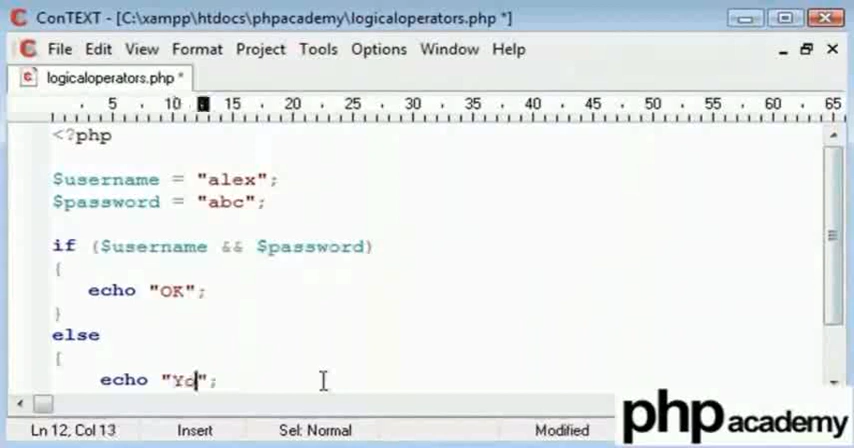 ConTEXT - [C:\xampp\htdocs\phpacademy\logicaloperators.php *]
File Edit View Format Project Tools Options Window Help
logicaloperators.php *
5 10 15 20 25 30 35 40 45 50 55 60 65
<?php
$username = "alex";
$password = "abc";
if ($username && $password)
{
echo "OK";
}
else
{
echo "Yo";
Ln 12, Col 13 Insert Sel: Normal Modified
php academy